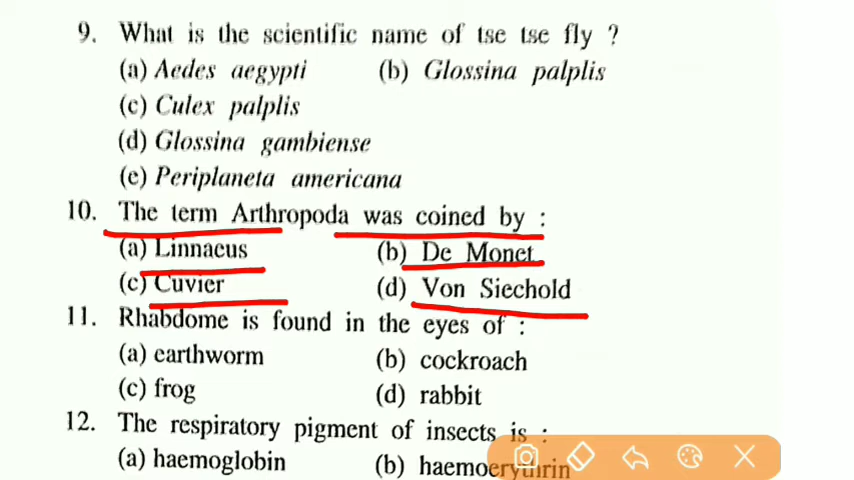 9. What is the scientific name of tse tse fly ?
(a) Aedes aegypti (b) Glossina palplis
(c) Culex palplis
(d) Glossina gambiense
(e) Periplaneta americana
10. The term Arthropoda was coined by :
(a) Linnaeus (b) De Monet
(c) Cuvier (d) Von Siechold
11. Rhabdome is found in the eyes of :
(a) earthworm (b) cockroach
(c) frog (d) rabbit
12. The respiratory pigment of insects is :
(a) haemoglobin (b) haemoerythrin